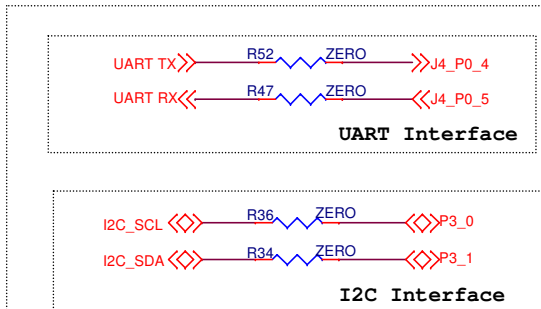 UART TX R52 ZERO J4_P0_4
UART RX R47 ZERO J4_P0_5
UART Interface
I2C_SCL R36 ZERO P3_0
I2C_SDA R34 ZERO P3_1
I2C Interface